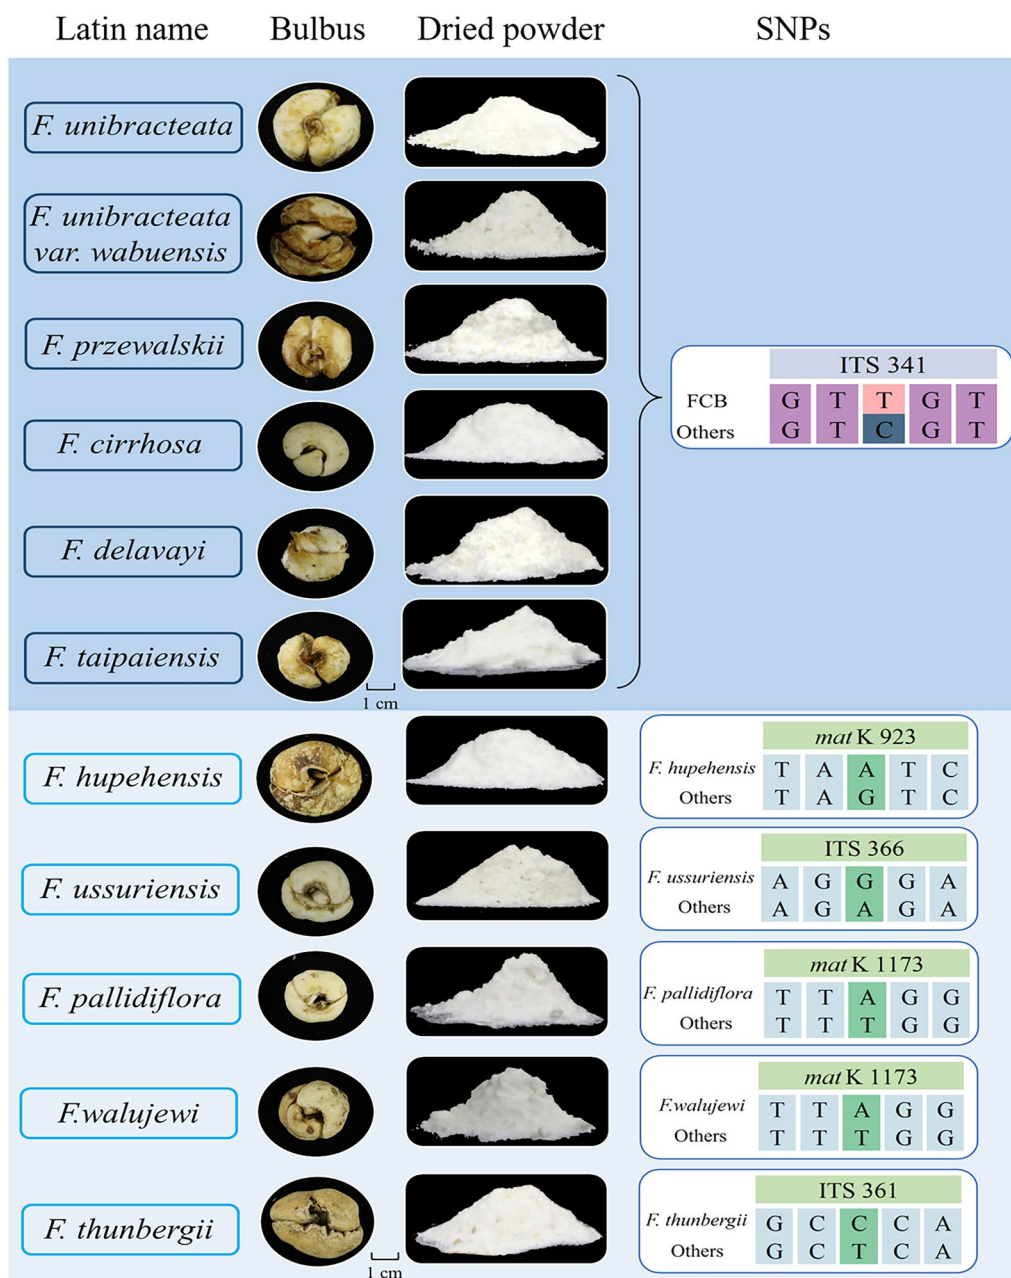 Latin name Bulbus Dried powder SNPs
F. unibracteata
F. unibracteata
var. wabuensis
F. przewalskii
F. cirrhosa
F. delavayi
F. taipaiensis
1 cm
ITS 341
FCB G T T G T
Others G T C G T
F. hupehensis
mat K 923
F. hupehensis T A A T C
Others T A G T C
F. ussuriensis
ITS 366
F. ussuriensis A G G G A
Others A G A G A
F. pallidiflora
mat K 1173
F. pallidiflora T T A G G
Others T T T G G
F.walujewi
mat K 1173
F.walujewi T T A G G
Others T T T G G
F. thunbergii
ITS 361
F. thunbergii G C C C A
Others G C T C A
1 cm